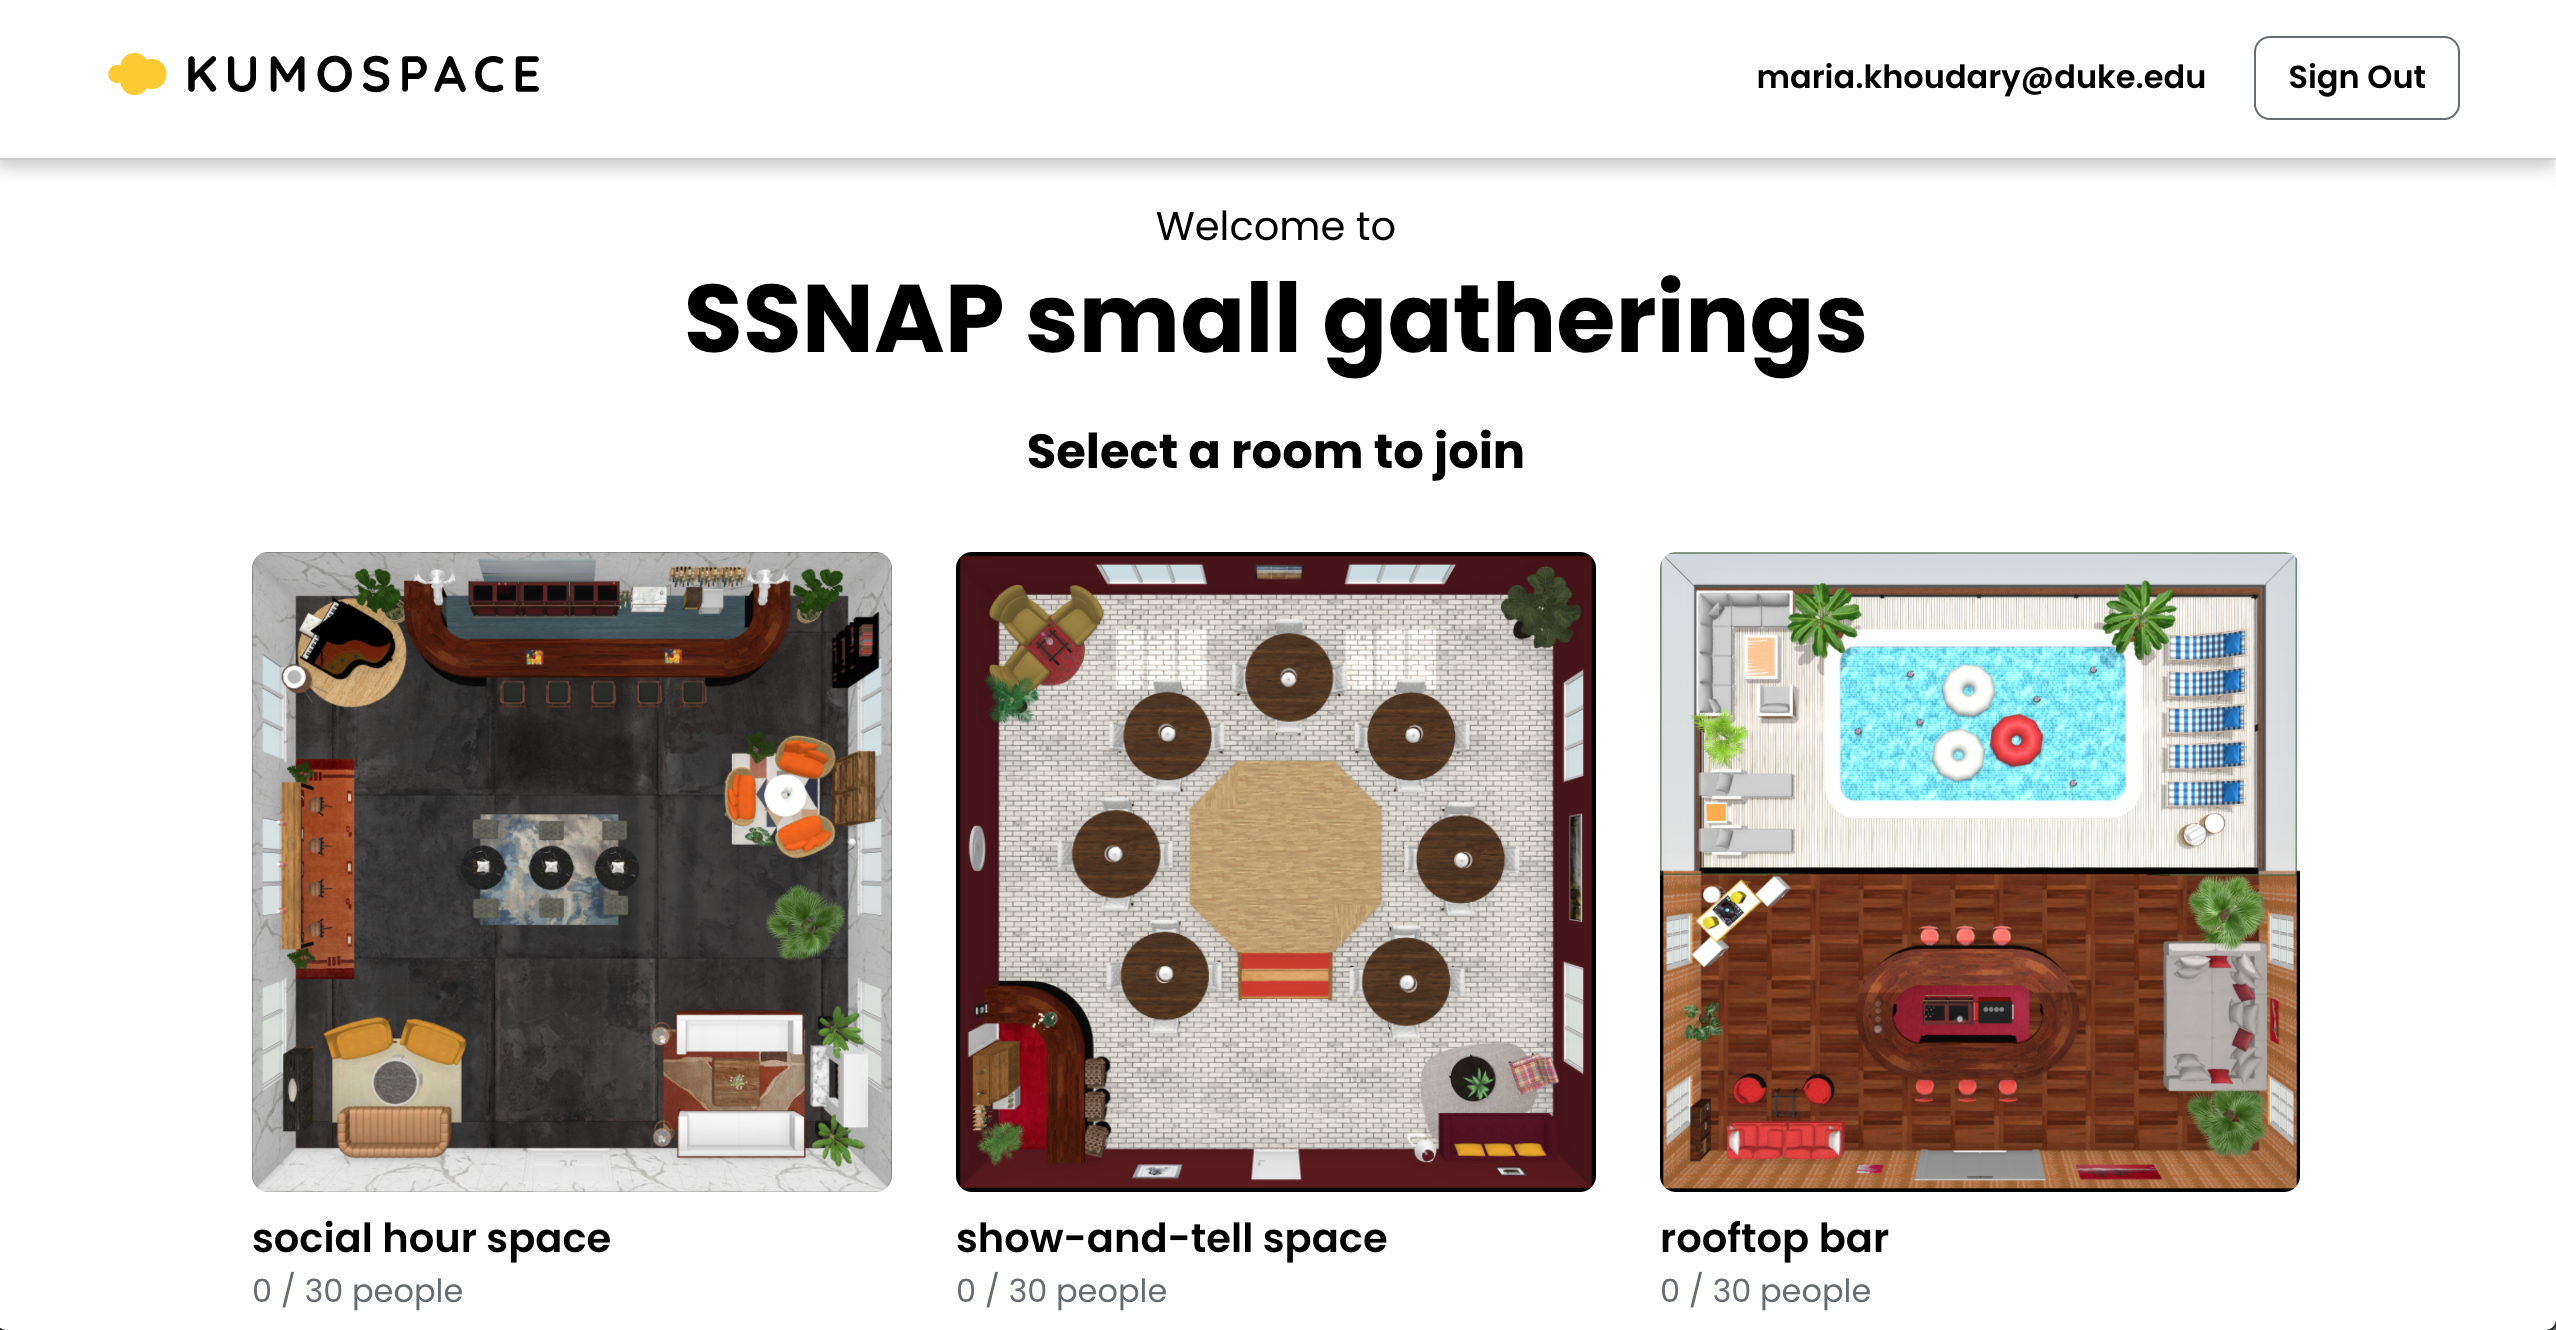 KUMOSPACE
maria.khoudary@duke.edu
Sign Out
Welcome to
SSNAP small gatherings
Select a room to join
social hour space
0 / 30 people
show-and-tell space
0 / 30 people
rooftop bar
0 / 30 people